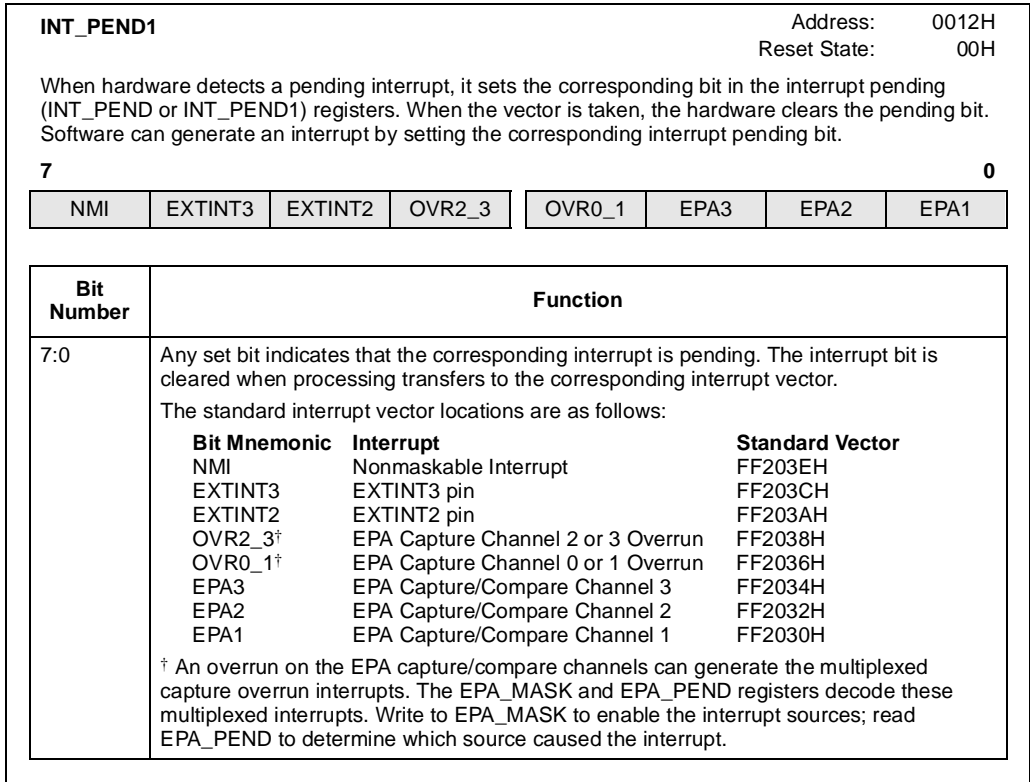 INT_PEND1 Address: 0012H
Reset State: 00H
When hardware detects a pending interrupt, it sets the corresponding bit in the interrupt pending
(INT_PEND or INT_PEND1) registers. When the vector is taken, the hardware clears the pending bit.
Software can generate an interrupt by setting the corresponding interrupt pending bit.
7 0
NMI EXTINT3 EXTINT2 OVR2_3 OVR0_1 EPA3 EPA2 EPA1
Bit
Number Function
7:0 Any set bit indicates that the corresponding interrupt is pending. The interrupt bit is
cleared when processing transfers to the corresponding interrupt vector.
The standard interrupt vector locations are as follows:
Bit Mnemonic Interrupt Standard Vector
NMI Nonmaskable Interrupt FF203EH
EXTINT3 EXTINT3 pin FF203CH
EXTINT2 EXTINT2 pin FF203AH
OVR2_3† EPA Capture Channel 2 or 3 Overrun FF2038H
OVR0_1† EPA Capture Channel 0 or 1 Overrun FF2036H
EPA3 EPA Capture/Compare Channel 3 FF2034H
EPA2 EPA Capture/Compare Channel 2 FF2032H
EPA1 EPA Capture/Compare Channel 1 FF2030H
† An overrun on the EPA capture/compare channels can generate the multiplexed
capture overrun interrupts. The EPA_MASK and EPA_PEND registers decode these
multiplexed interrupts. Write to EPA_MASK to enable the interrupt sources; read
EPA_PEND to determine which source caused the interrupt.